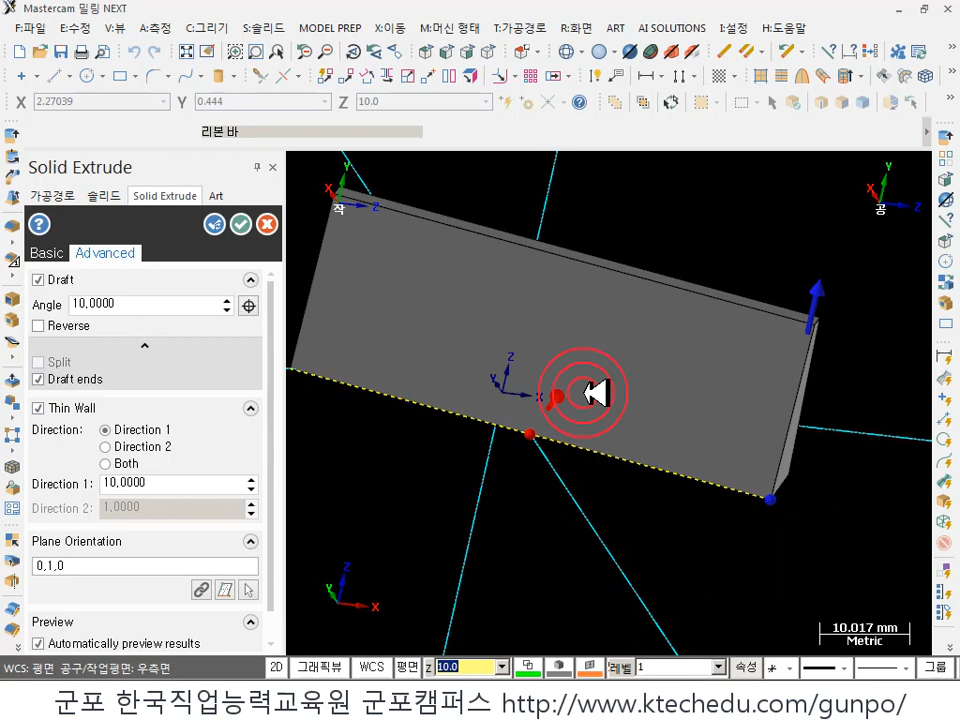 Mastercam 밀링 NEXT
F:파일 E:수정 V:뷰 A:측정 C:그리기 S:솔리드 MODEL PREP X:이동 M:머신 형태 T:가공경로 R:화면 ART AI SOLUTIONS I:설정 H:도움말
X 2.27039 Y 0.444 Z 10.0
리본 바
Solid Extrude
가공경로 솔리드 Solid Extrude Art
Basic Advanced
Draft
Angle 10,0000
Reverse
Split
Draft ends
Thin Wall
Direction: Direction 1
Direction 2
Both
Direction 1: 10,0000
Direction 2: 1,0000
Plane Orientation
0,1,0
Preview
Automatically preview results
X Y Z
작
X Y Z
공
Z Y X
Z Y X
10.017 mm
Metric
WCS: 평면 공구/작업평면: 우측면
2D 그래픽뷰 WCS 평면 Z 10.0 레벨 1 속성 그룹
군포 한국직업능력교육원 군포캠퍼스 http://www.ktechedu.com/gunpo/